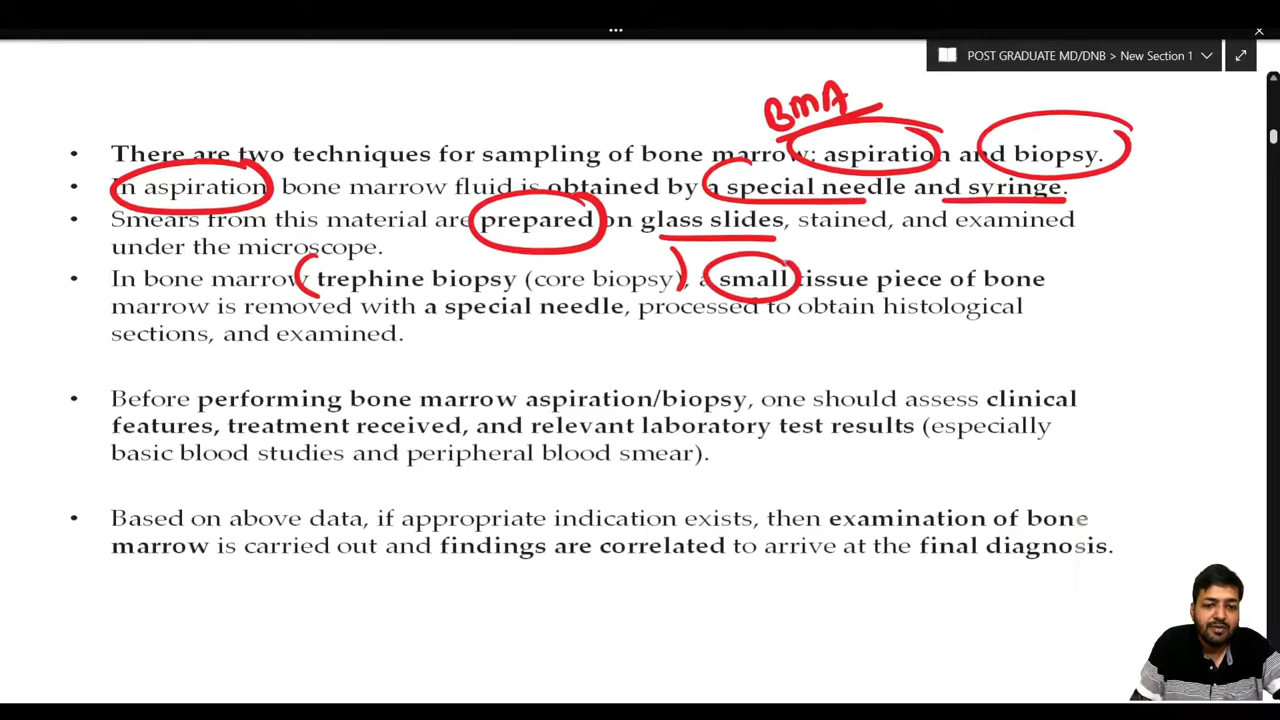 POST GRADUATE MD/DNB > New Section 1
BMA
• There are two techniques for sampling of bone marrow: aspiration and biopsy.
• In aspiration, bone marrow fluid is obtained by a special needle and syringe.
• Smears from this material are prepared on glass slides, stained, and examined
under the microscope.
• In bone marrow trephine biopsy (core biopsy), a small tissue piece of bone
marrow is removed with a special needle, processed to obtain histological
sections, and examined.
• Before performing bone marrow aspiration/biopsy, one should assess clinical
features, treatment received, and relevant laboratory test results (especially
basic blood studies and peripheral blood smear).
• Based on above data, if appropriate indication exists, then examination of bone
marrow is carried out and findings are correlated to arrive at the final diagnosis.